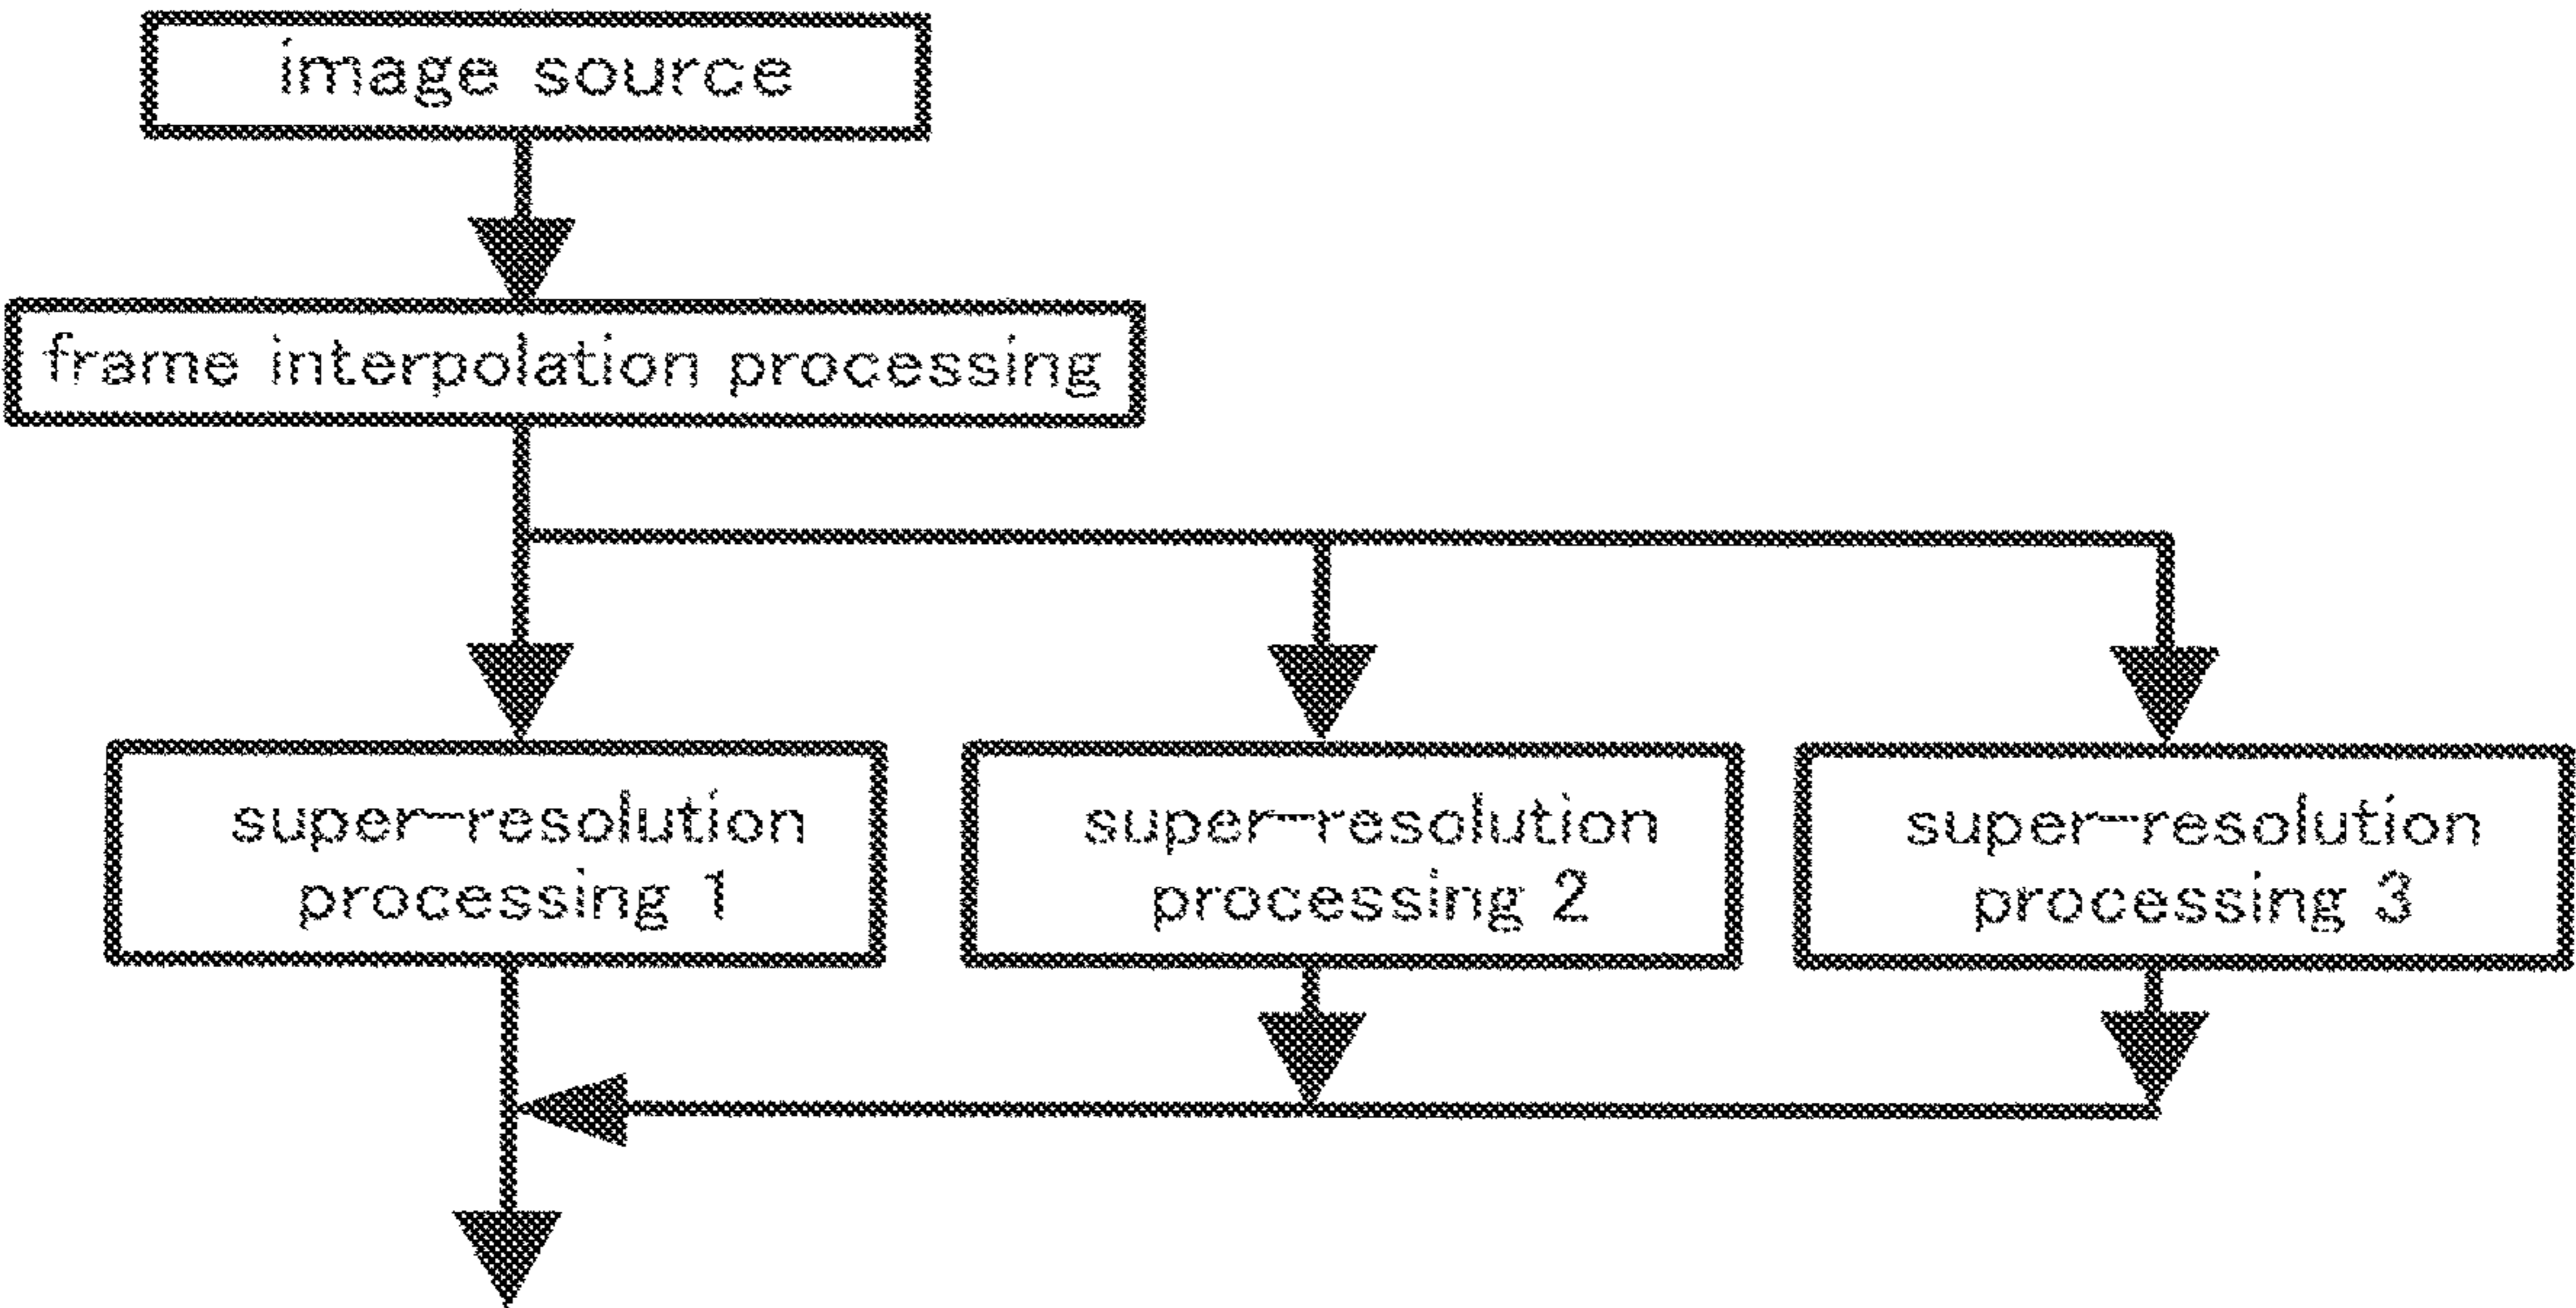 image source
frame interpolation processing
super-resolution
processing 1
super-resolution
processing 2
super-resolution
processing 3